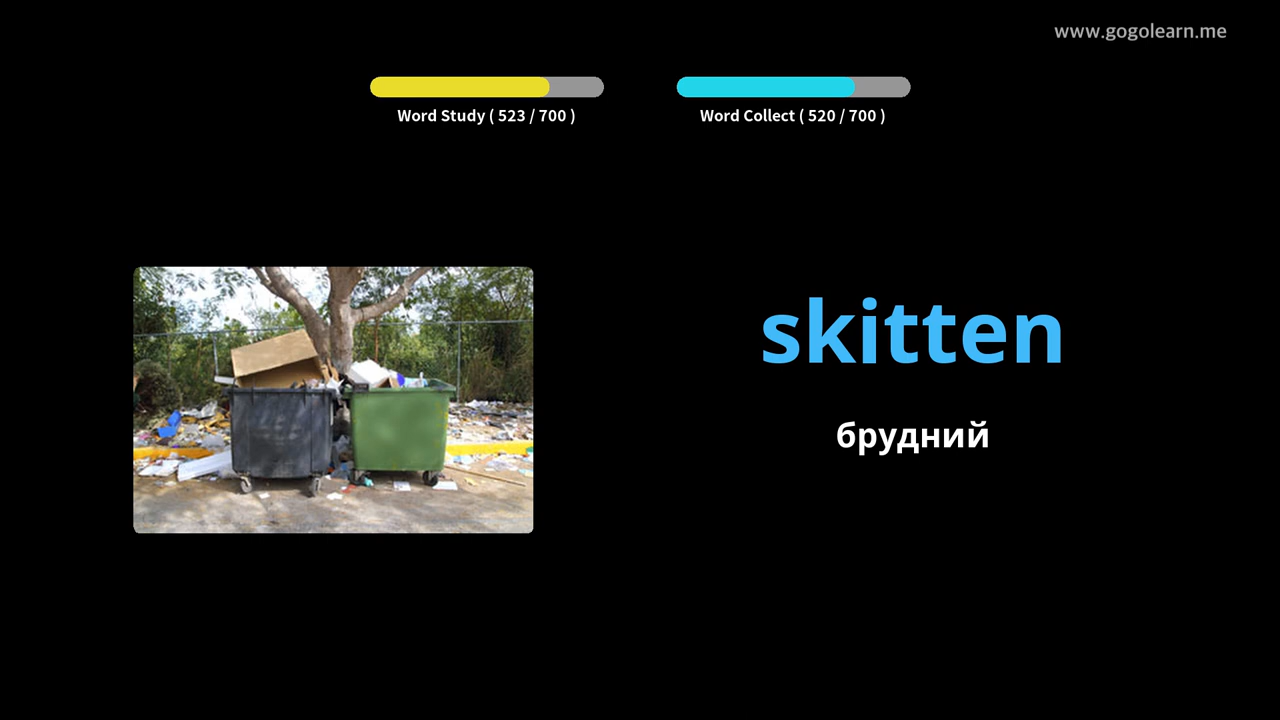 www.gogolearn.me
Word Study ( 523 / 700 )
Word Collect ( 520 / 700 )
skitten
брудний